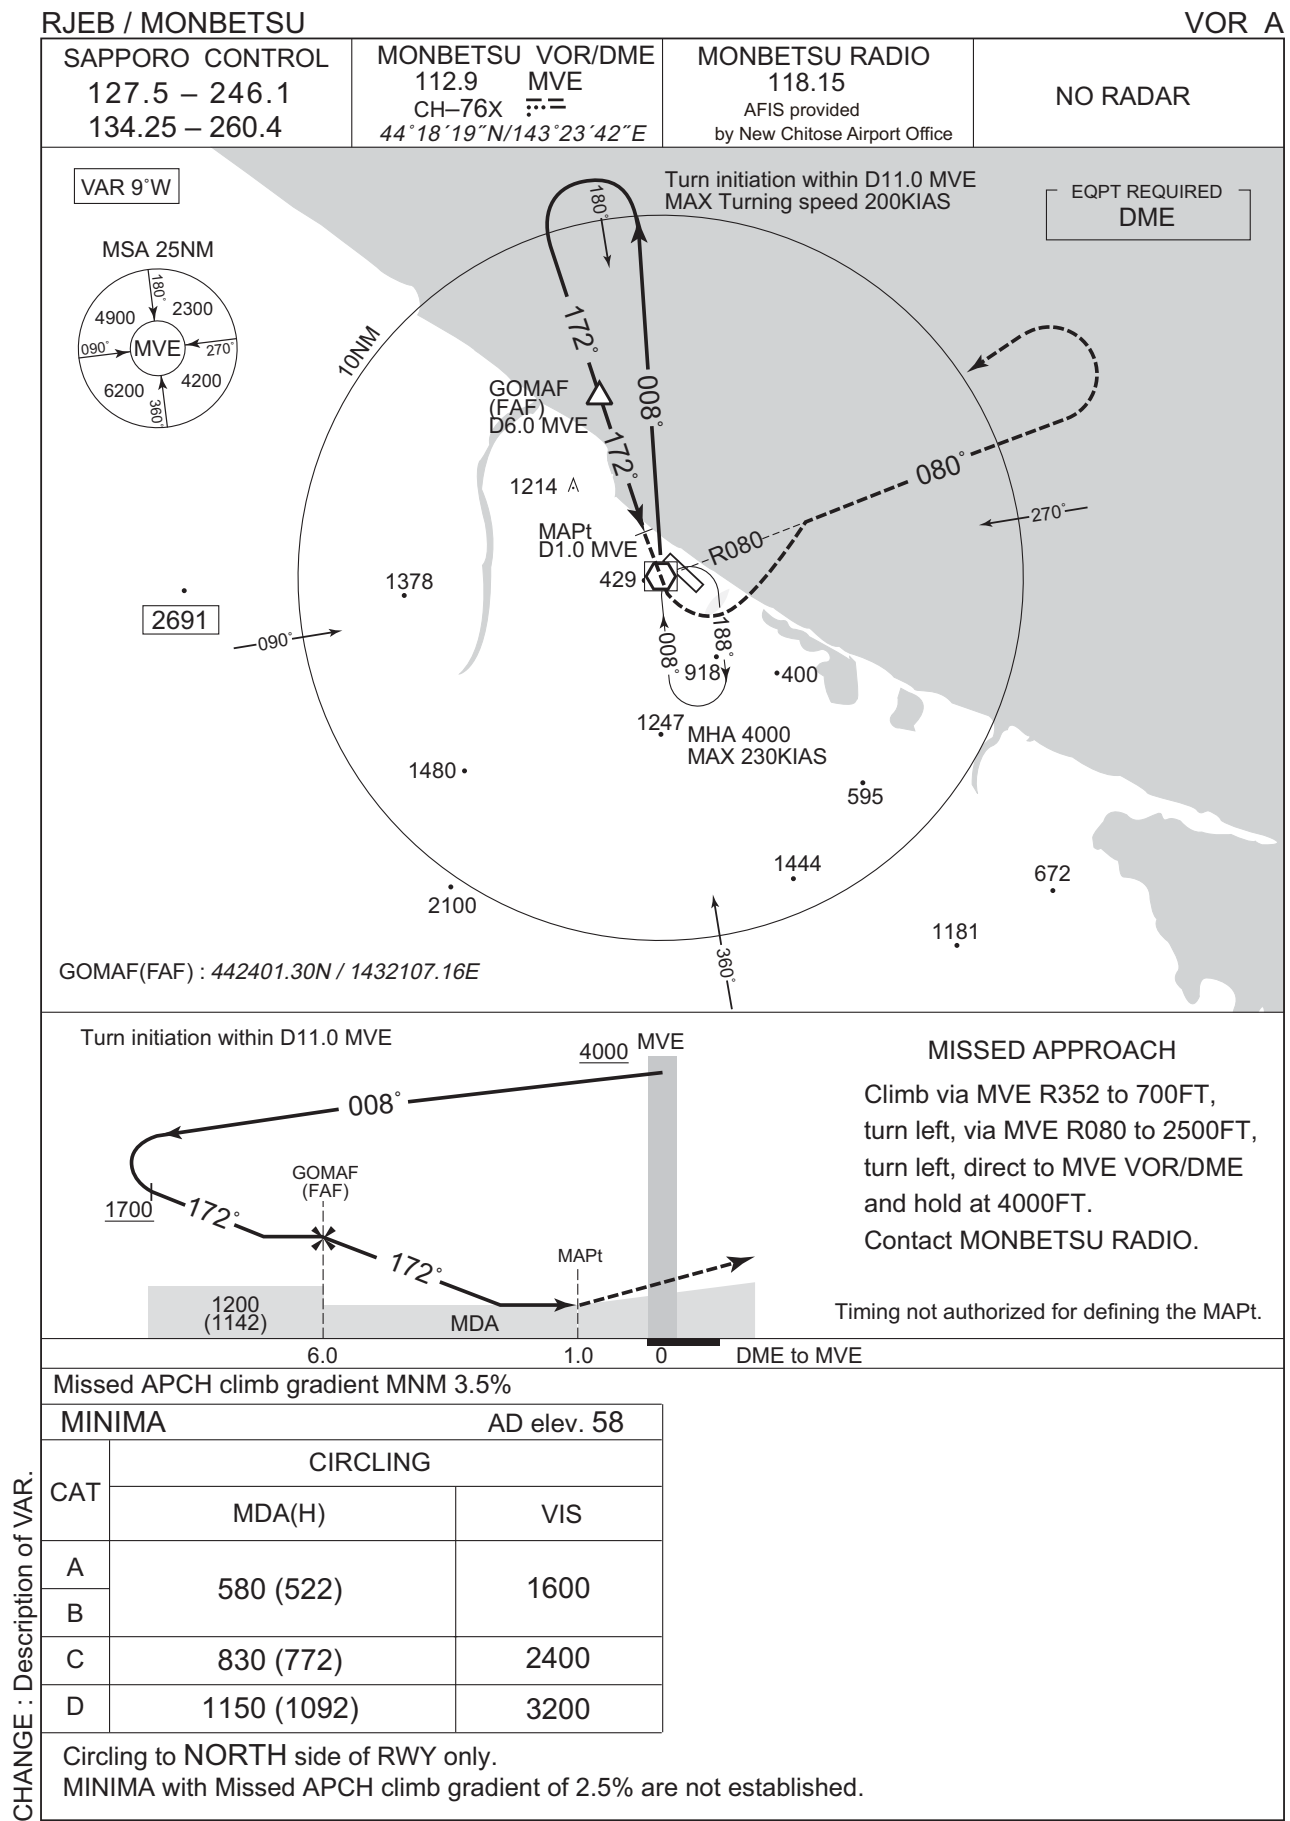 RJEB / MONBETSU
VOR A
SAPPORO CONTROL
127.5 – 246.1
134.25 – 260.4
MONBETSU VOR/DME
112.9 MVE
CH–76X
44˚18´19˝N/143˚23´42˝E
MONBETSU RADIO
118.15
AFIS provided
by New Chitose Airport Office
NO RADAR
VAR 9˚W
Turn initiation within D11.0 MVE
MAX Turning speed 200KIAS
EQPT REQUIRED
DME
MSA 25NM
180˚
4900
2300
090˚
MVE
270˚
6200
4200
360˚
180˚
10NM
172˚
008˚
GOMAF
(FAF)
D6.0 MVE
172˚
080˚
1214
270˚
MAPt
D1.0 MVE
R080
429
1378
2691
090˚
008˚
188˚
918
400
1247
MHA 4000
MAX 230KIAS
1480
595
1444
672
2100
1181
360˚
GOMAF(FAF) : 442401.30N / 1432107.16E
Turn initiation within D11.0 MVE
4000
MVE
008˚
GOMAF
(FAF)
1700
172˚
172˚
MAPt
1200
(1142)
MDA
6.0
1.0
0
DME to MVE
MISSED APPROACH
Climb via MVE R352 to 700FT,
turn left, via MVE R080 to 2500FT,
turn left, direct to MVE VOR/DME
and hold at 4000FT.
Contact MONBETSU RADIO.
Timing not authorized for defining the MAPt.
Missed APCH climb gradient MNM 3.5%
MINIMA
AD elev. 58
CAT
CIRCLING
MDA(H)
VIS
A
B
580 (522)
1600
C
830 (772)
2400
D
1150 (1092)
3200
Circling to NORTH side of RWY only.
MINIMA with Missed APCH climb gradient of 2.5% are not established.
CHANGE : Description of VAR.